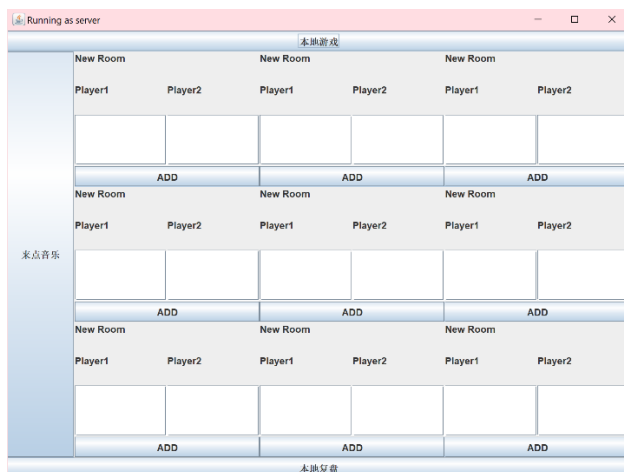 Running as server
本地游戏
New Room New Room New Room
Player1 Player2 Player1 Player2 Player1 Player2
ADD ADD ADD
New Room New Room New Room
Player1 Player2 Player1 Player2 Player1 Player2
来点音乐
ADD ADD ADD
New Room New Room New Room
Player1 Player2 Player1 Player2 Player1 Player2
ADD ADD ADD
本地复盘